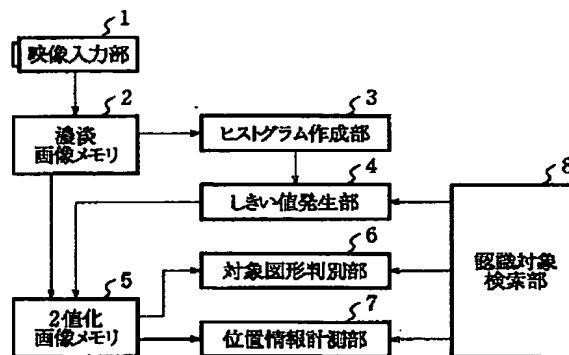 1
映像入力部
2
濃淡
画像メモリ
3
ヒストグラム作成部
4
しきい値発生部
5
2値化
画像メモリ
6
対象図形判別部
7
位置情報計測部
8
認識対象
検索部